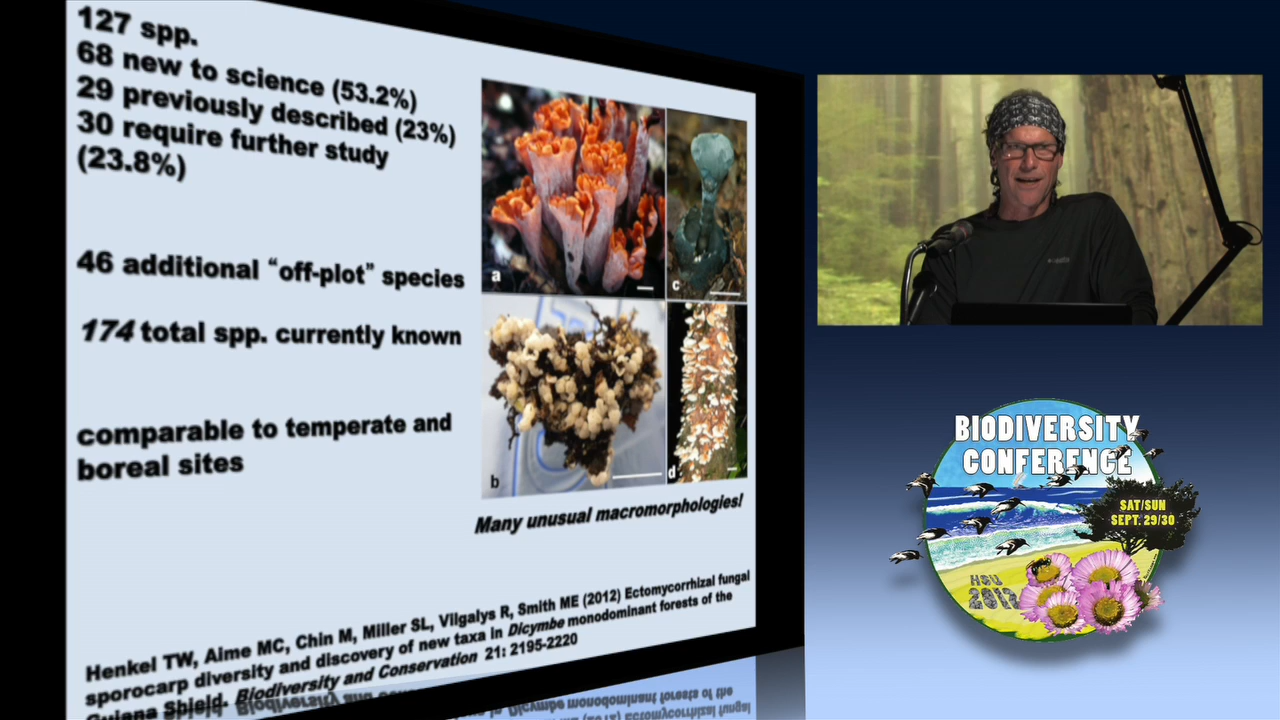 127 spp.
68 new to science (53.2%)
29 previously described (23%)
30 require further study
(23.8%)
46 additional “off-plot” species
174 total spp. currently known
comparable to temperate and
boreal sites
a
c
b
d
Many unusual macromorphologies!
Henkel TW, Aime MC, Chin M, Miller SL, Vilgalys R, Smith ME (2012) Ectomycorrhizal fungal
sporocarp diversity and discovery of new taxa in Dicymbe monodominant forests of the
Guiana Shield. Biodiversity and Conservation 21: 2195-2220
BIODIVERSITY
CONFERENCE
SAT/SUN
SEPT. 29/30
HSU
2012